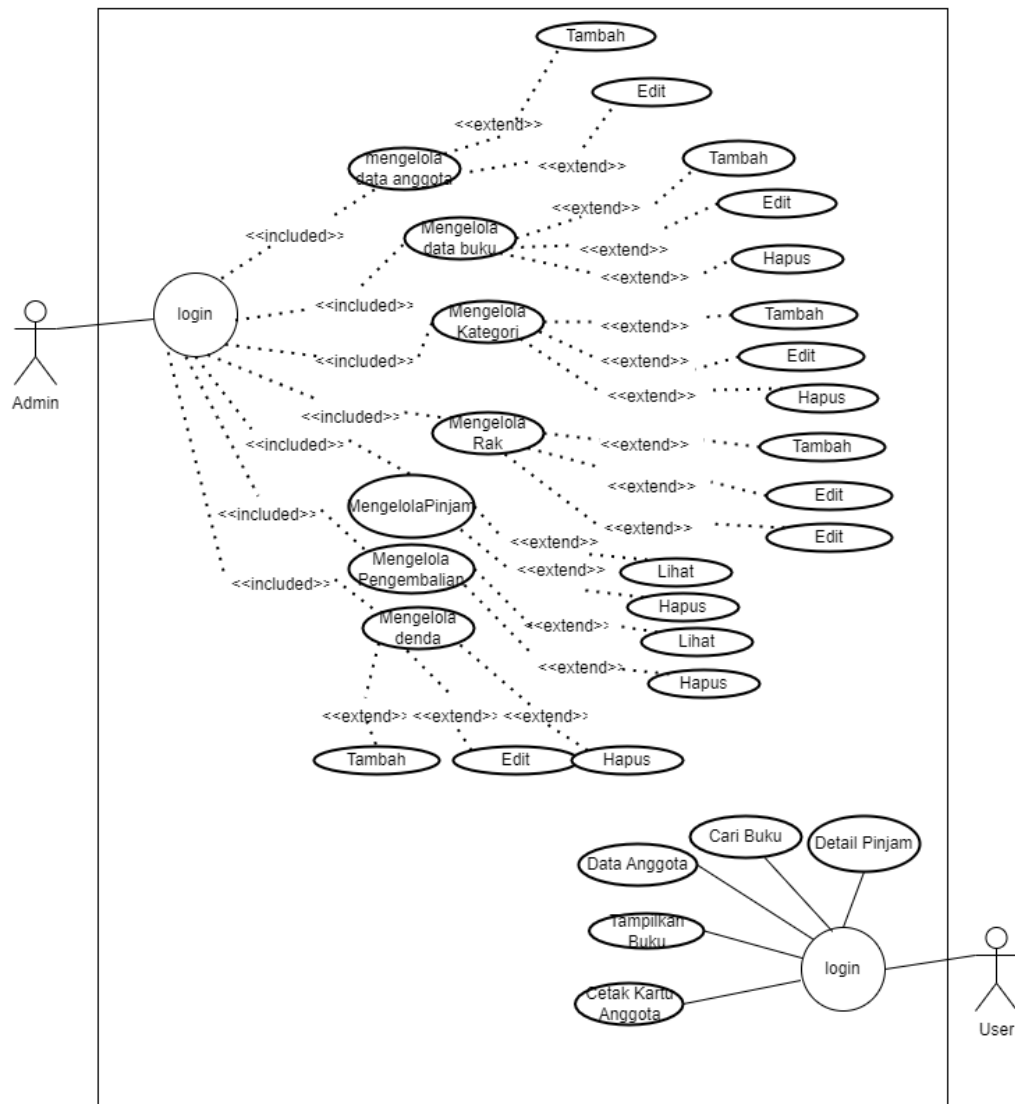 Tambah
<<extend>>
Edit
mengelola
data anggota
<<extend>>
Tambah
<<extend>>
Edit
<<included>>
Mengelola
data buku
<<extend>>
Hapus
<<extend>>
login
<<included>>
Mengelola
Kategori
<<extend>>
Tambah
<<included>>
<<extend>>
Edit
Admin
<<extend>>
Hapus
<<included>>
Mengelola
Rak
<<extend>>
Tambah
<<included>>
<<extend>>
Edit
MengelolaPinjam
<<included>>
<<extend>>
Edit
<<extend>>
Mengelola
Pengembalian
<<extend>>
Lihat
<<included>>
Hapus
Mengelola
denda
<<extend>>
Lihat
<<extend>>
Hapus
<<extend>>
<<extend>>
<<extend>>
Tambah
Edit
Hapus
Cari Buku
Detail Pinjam
Data Anggota
Tampilkan
Buku
login
Cetak Kartu
Anggota
User